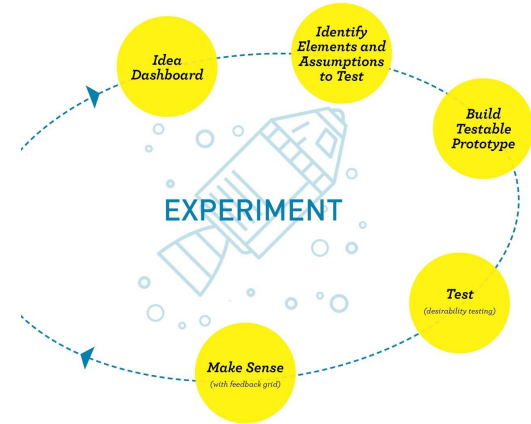 Idea
Dashboard
Identify
Elements and
Assumptions
to Test
Build
Testable
Prototype
EXPERIMENT
Test
(desirability testing)
Make Sense
(with feedback grid)